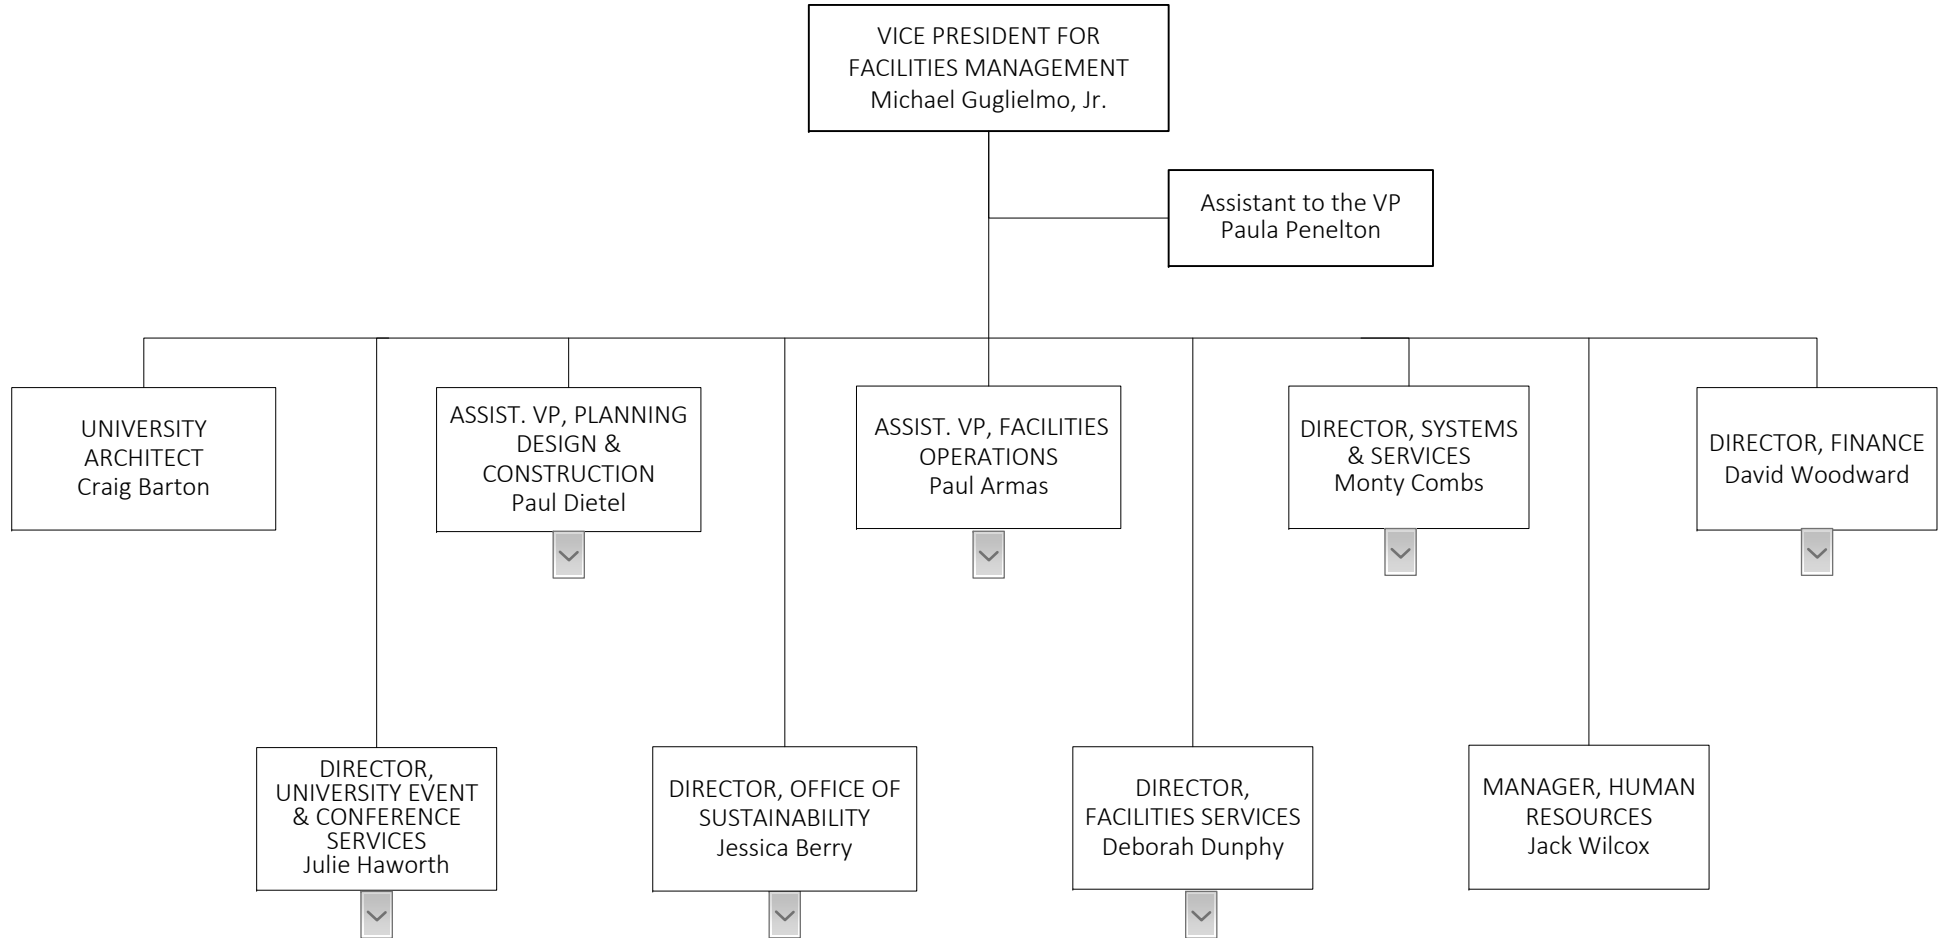 VICE PRESIDENT FOR
FACILITIES MANAGEMENT
Michael Guglielmo, Jr.
Assistant to the VP
Paula Penelton
UNIVERSITY
ARCHITECT
Craig Barton
ASSIST. VP, PLANNING
DESIGN &
CONSTRUCTION
Paul Dietel
ASSIST. VP, FACILITIES
OPERATIONS
Paul Armas
DIRECTOR, SYSTEMS
& SERVICES
Monty Combs
DIRECTOR, FINANCE
David Woodward
DIRECTOR,
UNIVERSITY EVENT
& CONFERENCE
SERVICES
Julie Haworth
DIRECTOR, OFFICE OF
SUSTAINABILITY
Jessica Berry
DIRECTOR,
FACILITIES SERVICES
Deborah Dunphy
MANAGER, HUMAN
RESOURCES
Jack Wilcox